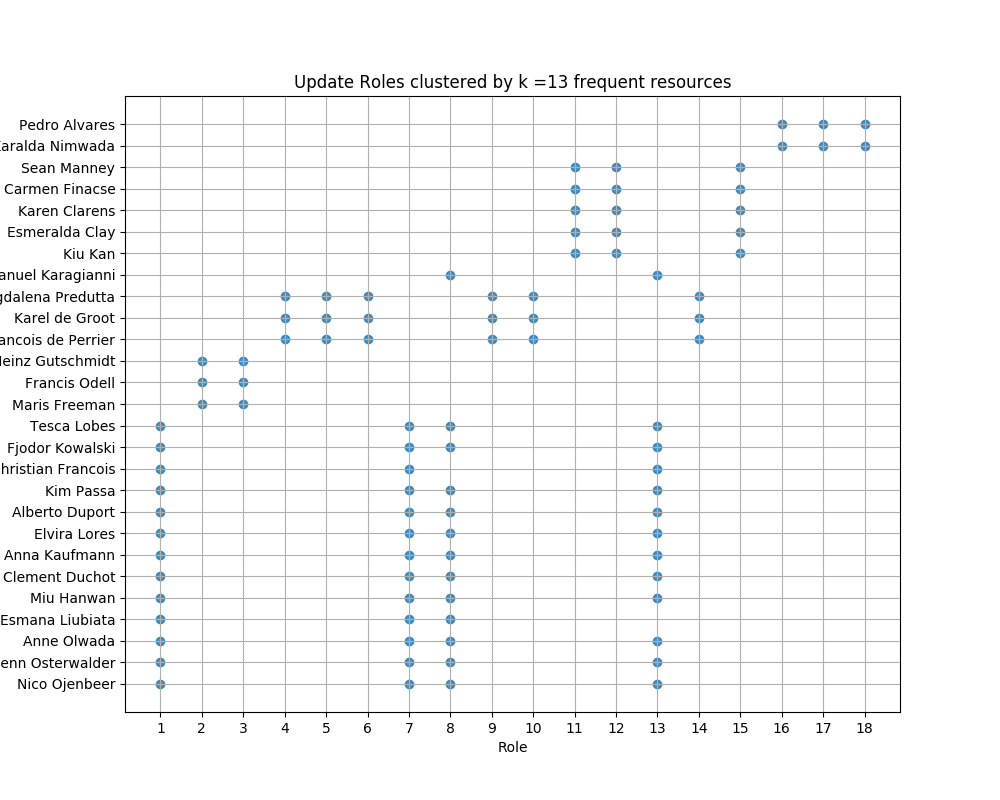 Update Roles clustered by k =13 frequent resources
Pedro Alvares
aralda Nimwada
Sean Manney
Carmen Finacse
Karen Clarens
Esmeralda Clay
Kiu Kan
anuel Karagianni
gdalena Predutta
Karel de Groot
ancois de Perrier
einz Gutschmidt
Francis Odell
Maris Freeman
Tesca Lobes
Fjodor Kowalski
hristian Francois
Kim Passa
Alberto Duport
Elvira Lores
Anna Kaufmann
Clement Duchot
Miu Hanwan
Esmana Liubiata
Anne Olwada
enn Osterwalder
Nico Ojenbeer
1 2 3 4 5 6 7 8 9 10 11 12 13 14 15 16 17 18
Role